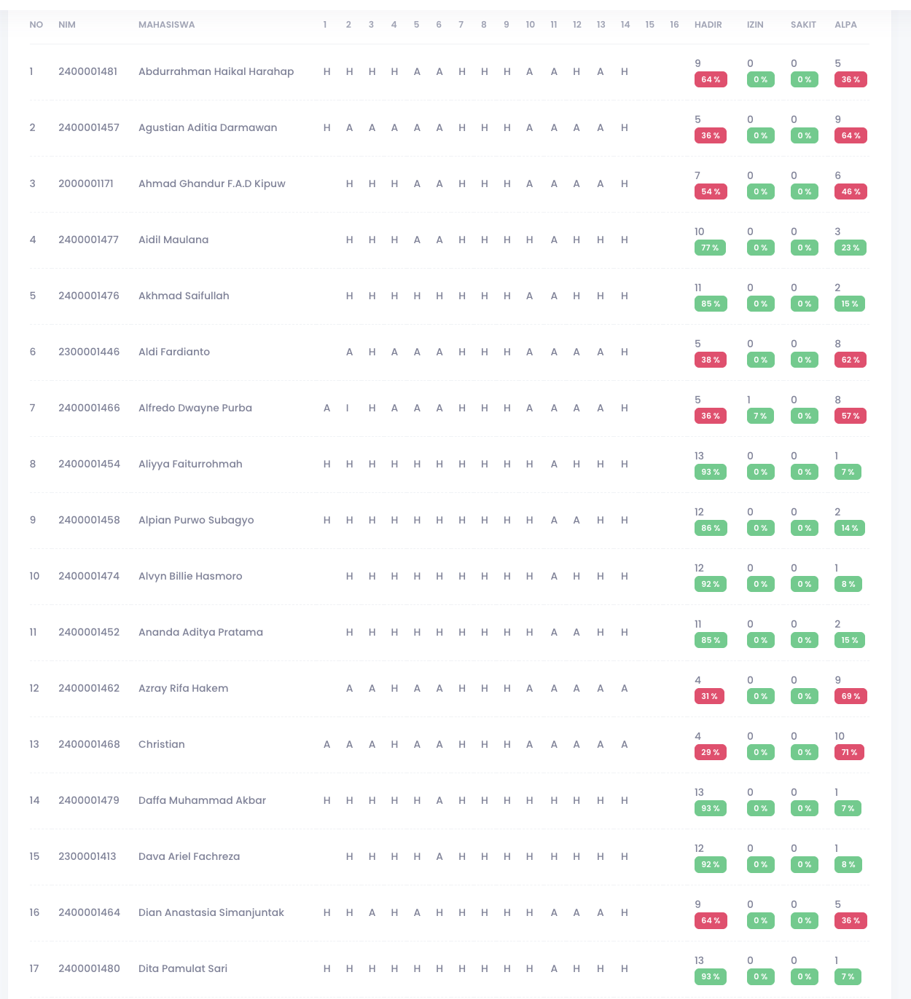 NO NIM MAHASISWA 1 2 3 4 5 6 7 8 9 10 11 12 13 14 15 16 HADIR IZIN SAKIT ALPA
1 2400001481 Abdurrahman Haikal Harahap H H H H A A H H H A A H A H 9 0 0 5
64 % 0 % 0 % 36 %
2 2400001457 Agustian Aditia Darmawan H A A A A A H H H A A A A H 5 0 0 9
36 % 0 % 0 % 64 %
3 2000001171 Ahmad Ghandur F.A.D Kipuw H H H A A H H H A A A A H 7 0 0 6
54 % 0 % 0 % 46 %
4 2400001477 Aidil Maulana H H H A A H H H H A H H H 10 0 0 3
77 % 0 % 0 % 23 %
5 2400001476 Akhmad Saifullah H H H H H H H H A A H H H 11 0 0 2
85 % 0 % 0 % 15 %
6 2300001446 Aldi Fardianto A H A A A H H H A A A A H 5 0 0 8
38 % 0 % 0 % 62 %
7 2400001466 Alfredo Dwayne Purba A I H A A A H H H A A A A H 5 1 0 8
36 % 7 % 0 % 57 %
8 2400001454 Aliyya Faiturrohmah H H H H H H H H H H A H H H 13 0 0 1
93 % 0 % 0 % 7 %
9 2400001458 Alpian Purwo Subagyo H H H H H H H H H H A A H H 12 0 0 2
86 % 0 % 0 % 14 %
10 2400001474 Alvyn Billie Hasmoro H H H H H H H H H A H H H 12 0 0 1
92 % 0 % 0 % 8 %
11 2400001452 Ananda Aditya Pratama H H H H H H H H H A A H H 11 0 0 2
85 % 0 % 0 % 15 %
12 2400001462 Azray Rifa Hakem A A H A A H H H A A A A A 4 0 0 9
31 % 0 % 0 % 69 %
13 2400001468 Christian A A A H A A H H H A A A A A 4 0 0 10
29 % 0 % 0 % 71 %
14 2400001479 Daffa Muhammad Akbar H H H H H A H H H H H H H H 13 0 0 1
93 % 0 % 0 % 7 %
15 2300001413 Dava Ariel Fachreza H H H H A H H H H H H H H 12 0 0 1
92 % 0 % 0 % 8 %
16 2400001464 Dian Anastasia Simanjuntak H H A H A H H H H H A A A H 9 0 0 5
64 % 0 % 0 % 36 %
17 2400001480 Dita Pamulat Sari H H H H H H H H H H A H H H 13 0 0 1
93 % 0 % 0 % 7 %